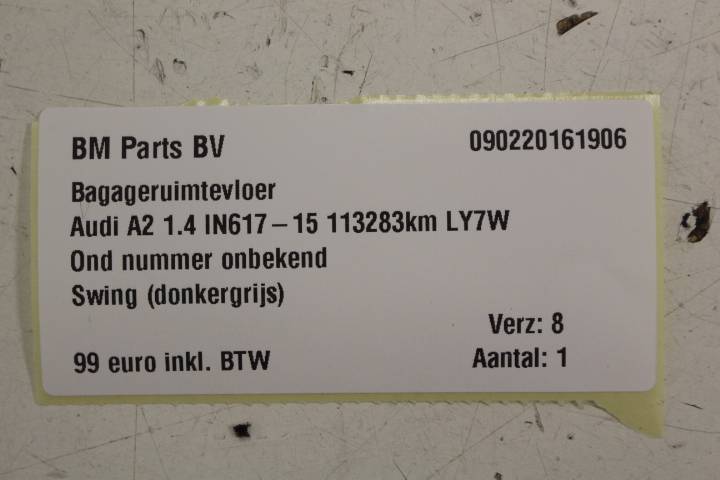 BM Parts BV 090220161906
Bagageruimtevloer
Audi A2 1.4 IN617-15 113283km LY7W
Ond nummer onbekend
Swing (donkergrijs)
Verz: 8
99 euro inkl. BTW Aantal: 1